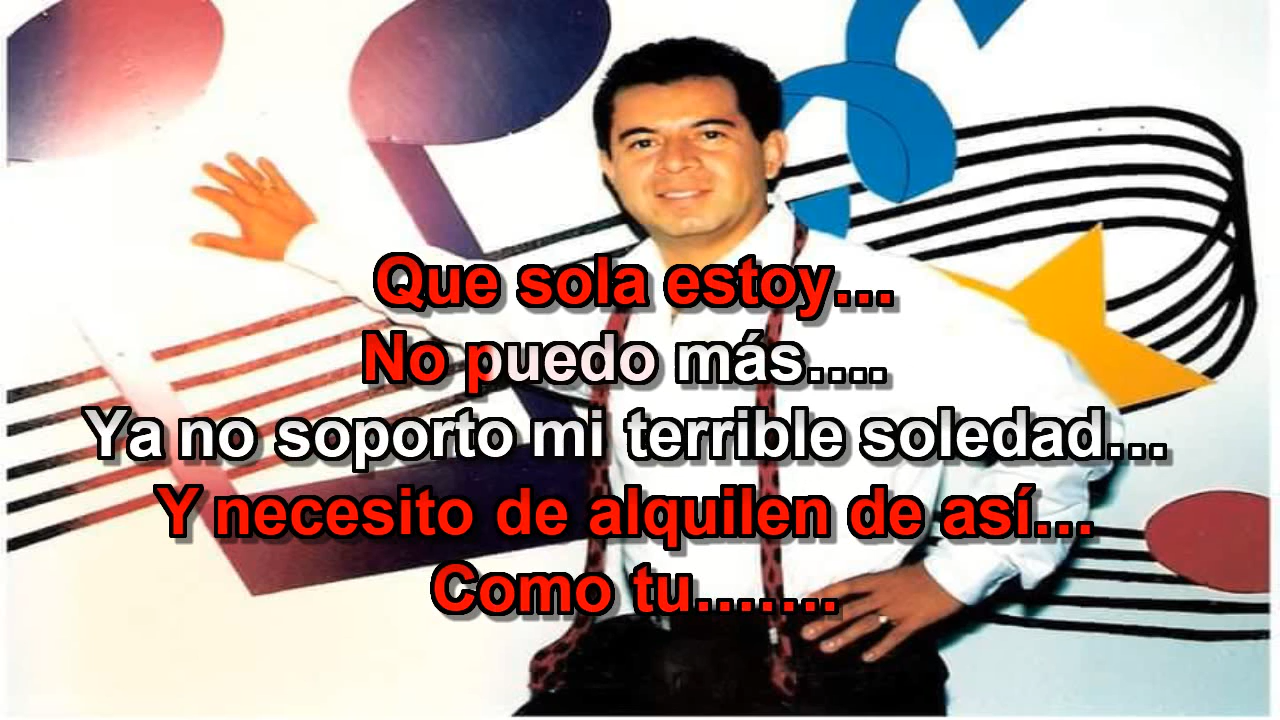 Que sola estoy...
No puedo más....
Ya no soporto mi terrible soledad...
Y necesito de alquilen de así...
Como tu.......